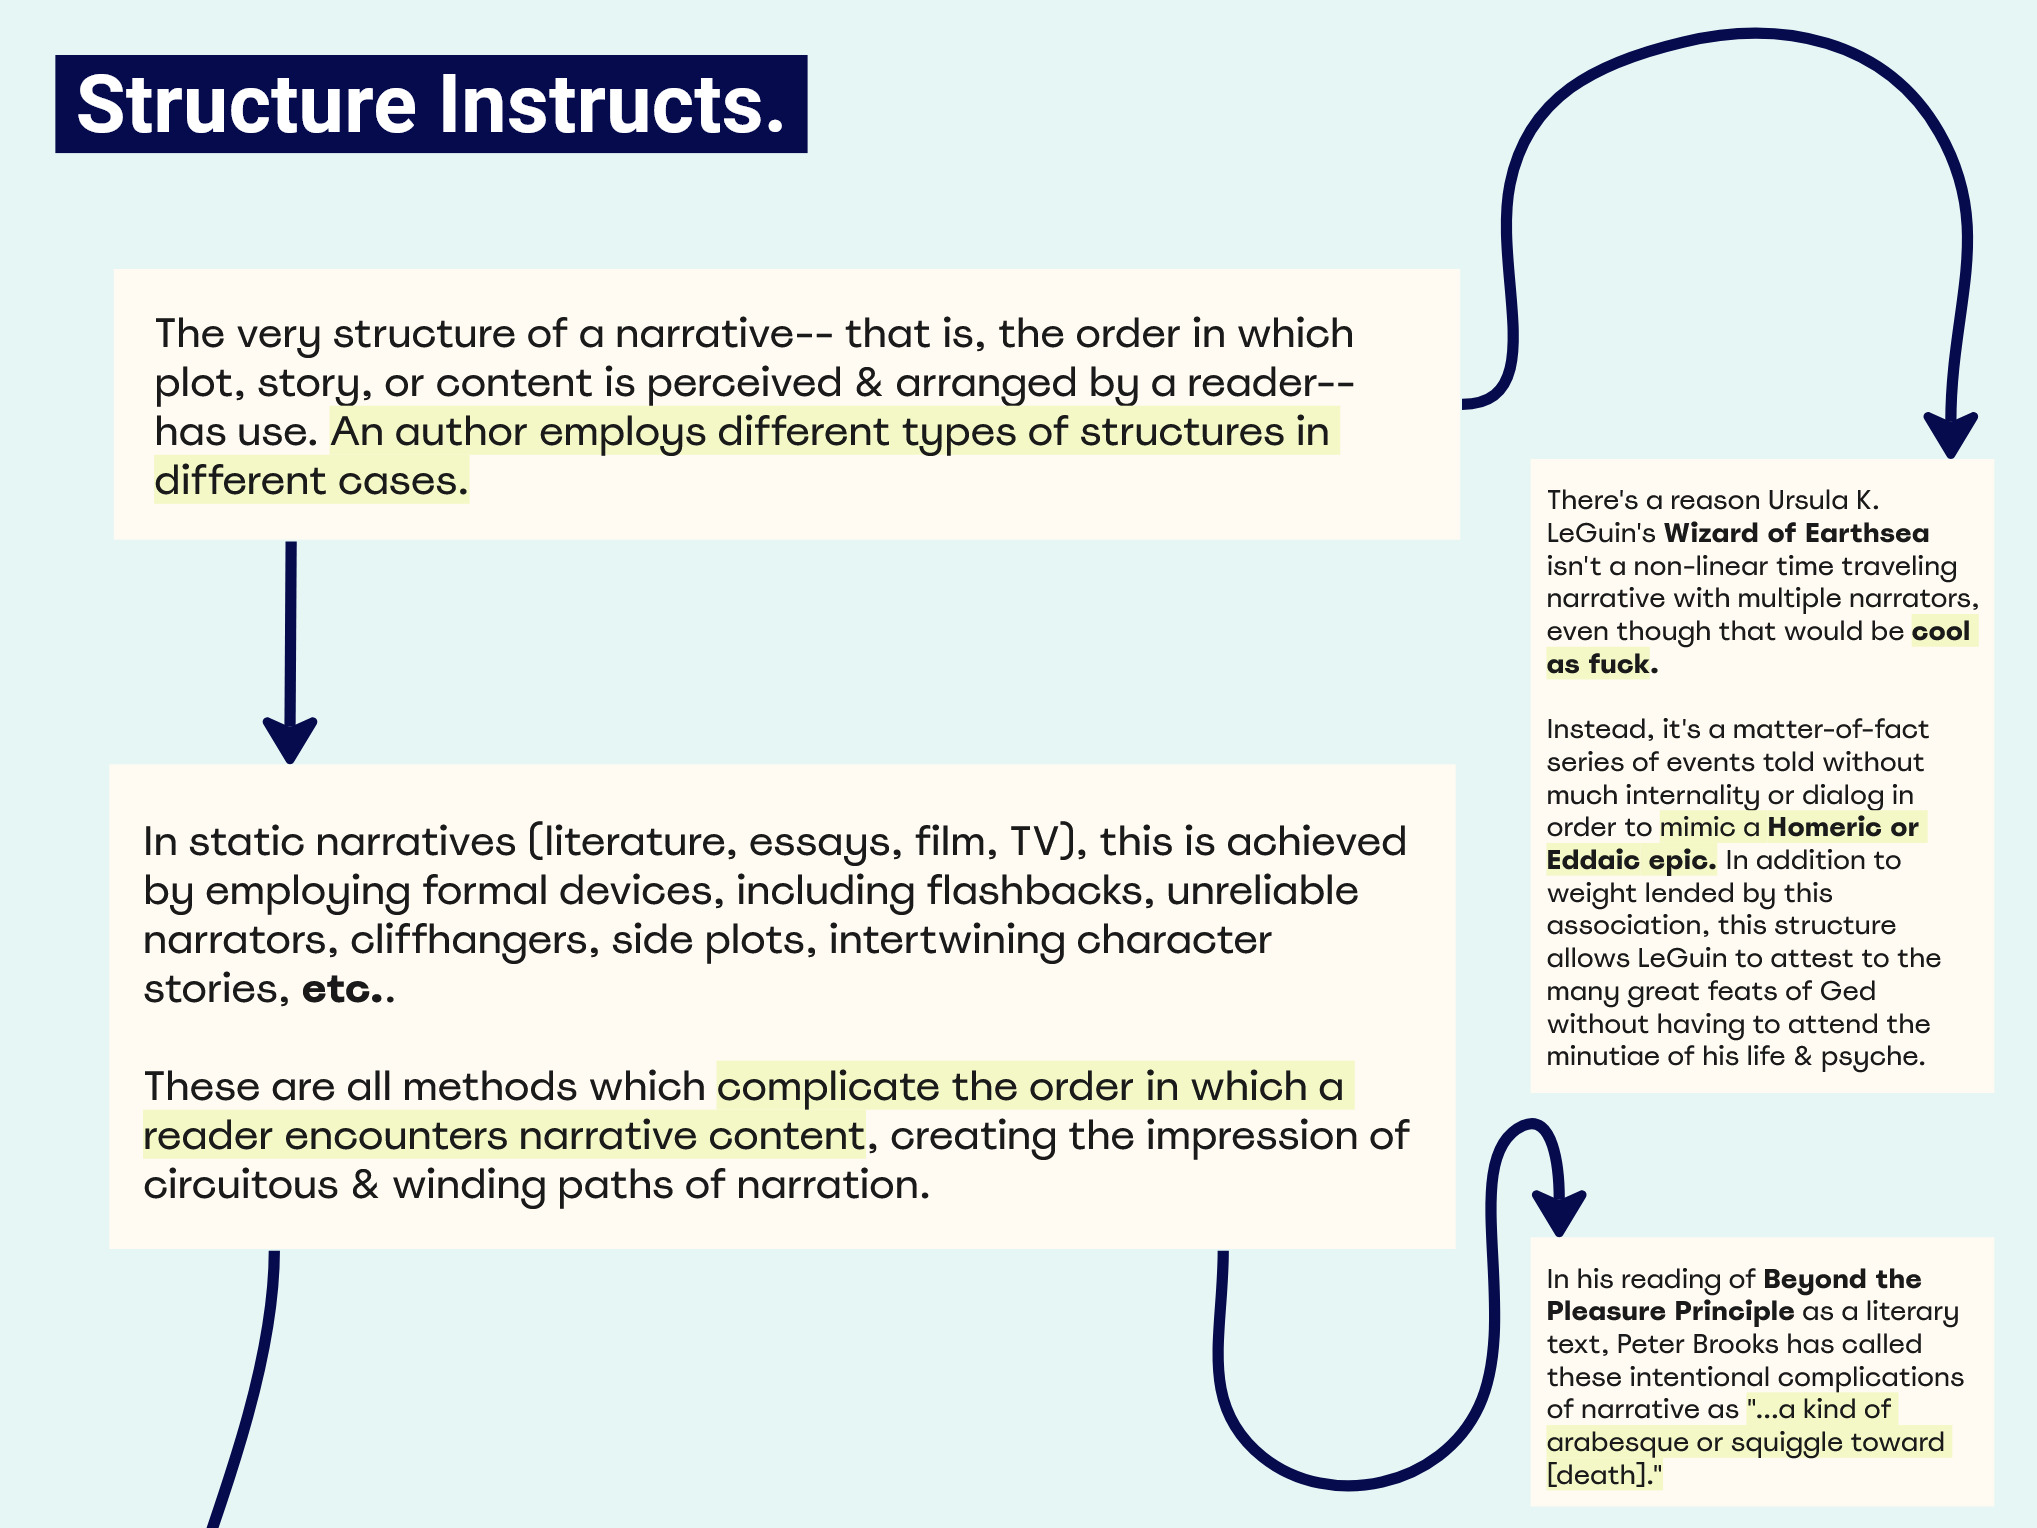 Structure Instructs.
The very structure of a narrative-- that is, the order in which
plot, story, or content is perceived & arranged by a reader--
has use. An author employs different types of structures in
different cases.
There's a reason Ursula K.
LeGuin's Wizard of Earthsea
isn't a non-linear time traveling
narrative with multiple narrators,
even though that would be cool
as fuck.
Instead, it's a matter-of-fact
series of events told without
much internality or dialog in
order to mimic a Homeric or
Eddaic epic. In addition to
weight lended by this
association, this structure
allows LeGuin to attest to the
many great feats of Ged
without having to attend the
minutiae of his life & psyche.
In static narratives (literature, essays, film, TV), this is achieved
by employing formal devices, including flashbacks, unreliable
narrators, cliffhangers, side plots, intertwining character
stories, etc..
These are all methods which complicate the order in which a
reader encounters narrative content, creating the impression of
circuitous & winding paths of narration.
In his reading of Beyond the
Pleasure Principle as a literary
text, Peter Brooks has called
these intentional complications
of narrative as "...a kind of
arabesque or squiggle toward
[death]."